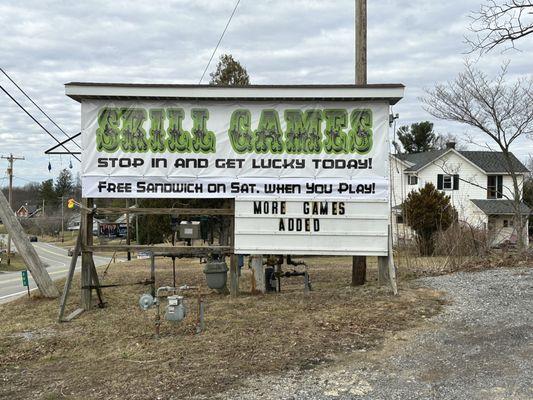 SKILL GAMES
STOP IN AND GET LUCKY TODAY!
FREE SANDWICH ON SAT. WHEN YOU PLAY!
MORE GAMES
ADDED